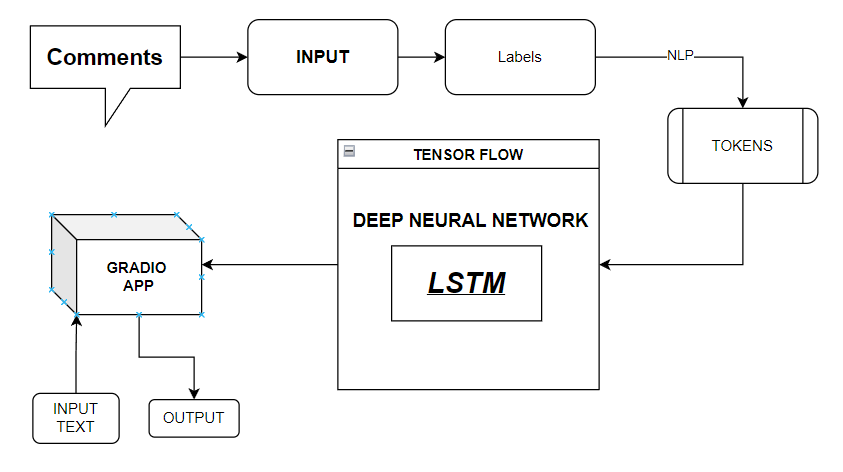 Comments
INPUT
Labels
NLP
TOKENS
TENSOR FLOW
DEEP NEURAL NETWORK
LSTM
GRADIO
APP
INPUT
TEXT
OUTPUT